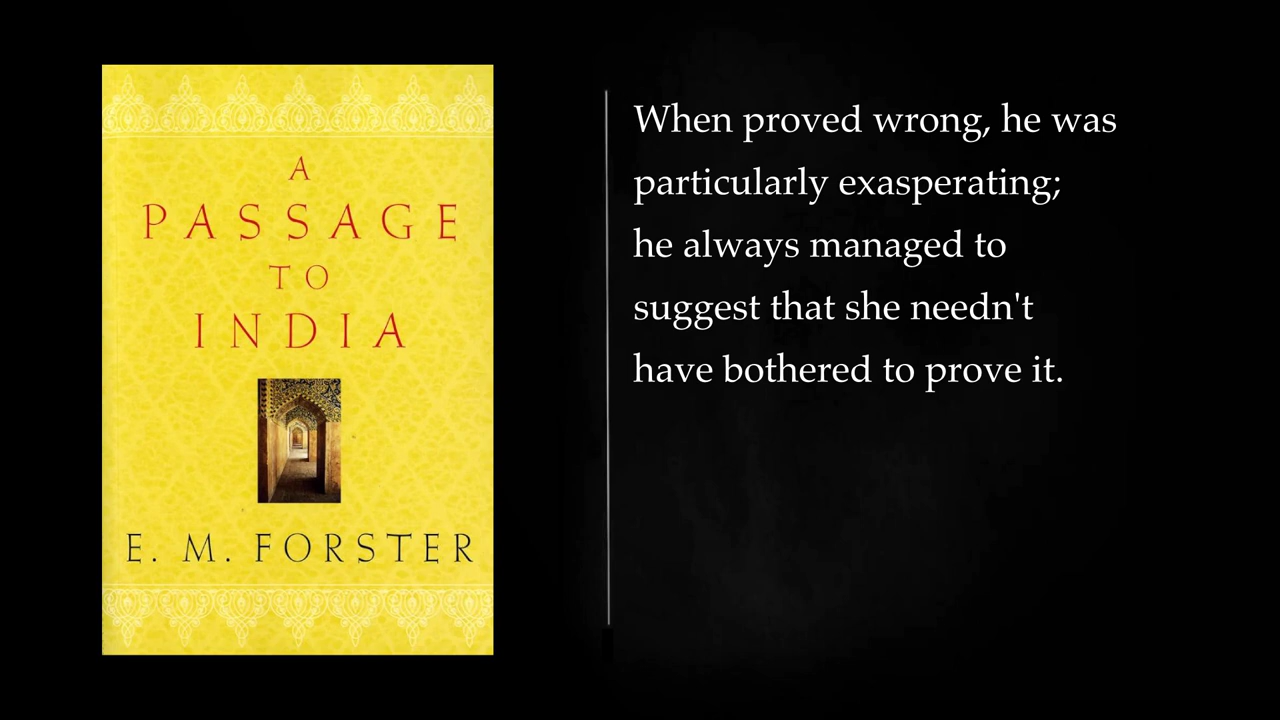 A
PASSAGE
TO
INDIA
E. M. FORSTER
When proved wrong, he was
particularly exasperating;
he always managed to
suggest that she needn't
have bothered to prove it.